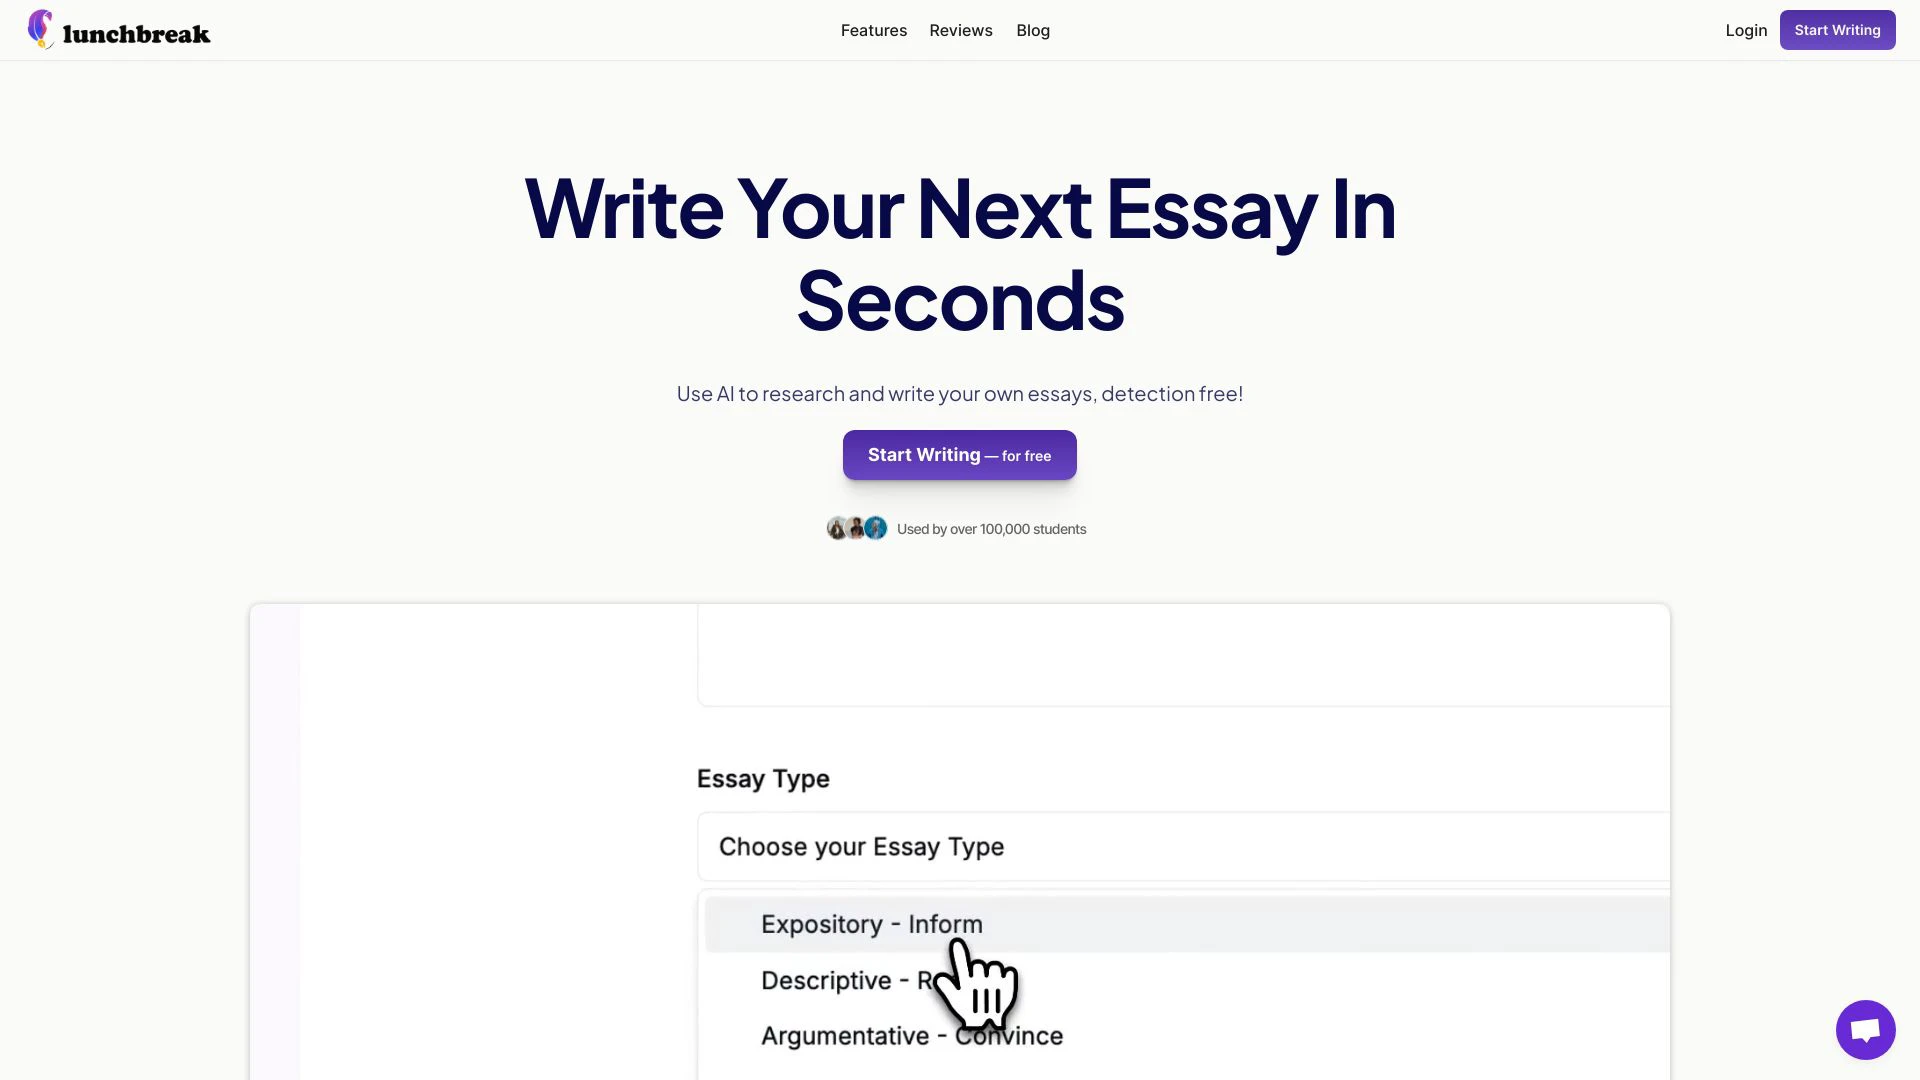 lunchbreak
Features Reviews Blog
Login Start Writing
Write Your Next Essay In
Seconds
Use AI to research and write your own essays, detection free!
Start Writing — for free
Used by over 100,000 students
Essay Type
Choose your Essay Type
Expository - Inform
Descriptive - R
Argumentative - Convince